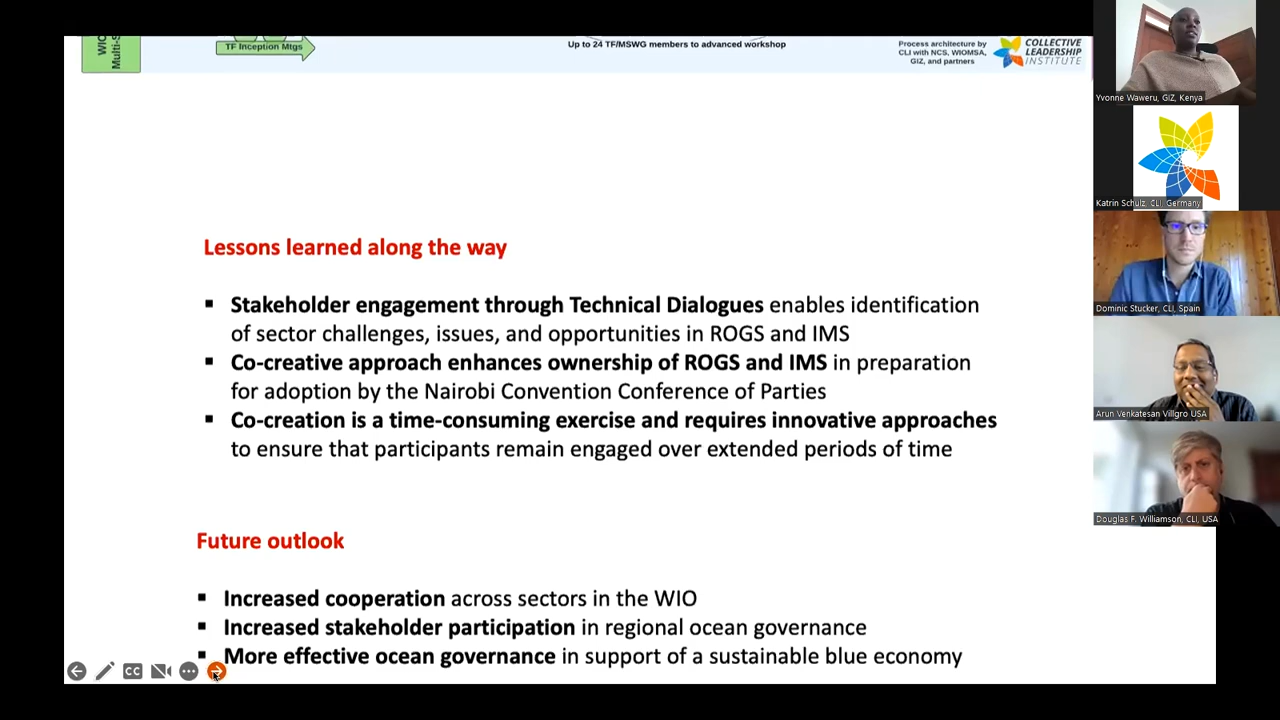 WIO
Multi-S
TF Inception Mtgs
Up to 24 TF/MSWG members to advanced workshop
Process architecture by
CLI with NCS, WIOMSA,
GIZ, and partners
COLLECTIVE
LEADERSHIP
INSTITUTE
Lessons learned along the way
▪ Stakeholder engagement through Technical Dialogues enables identification
of sector challenges, issues, and opportunities in ROGS and IMS
▪ Co-creative approach enhances ownership of ROGS and IMS in preparation
for adoption by the Nairobi Convention Conference of Parties
▪ Co-creation is a time-consuming exercise and requires innovative approaches
to ensure that participants remain engaged over extended periods of time
Future outlook
▪ Increased cooperation across sectors in the WIO
▪ Increased stakeholder participation in regional ocean governance
▪ More effective ocean governance in support of a sustainable blue economy
CC
Yvonne Waweru, GIZ, Kenya
Katrin Schulz, CLI, Germany
Dominic Stucker, CLI, Spain
Arun Venkatesan Villgro USA
Douglas F. Williamson, CLI, USA